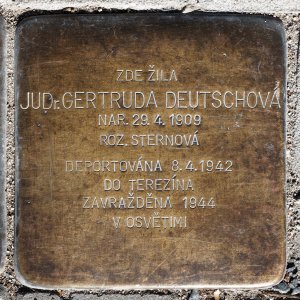 ZDE ŽILA
JUDr. GERTRUDA DEUTSCHOVÁ
NAR. 29. 4. 1909
ROZ. STERNOVÁ
DEPORTOVÁNA 8. 4. 1942
DO TEREZÍNA
ZAVRAŽDĚNA 1944
V OSVĚTIMI